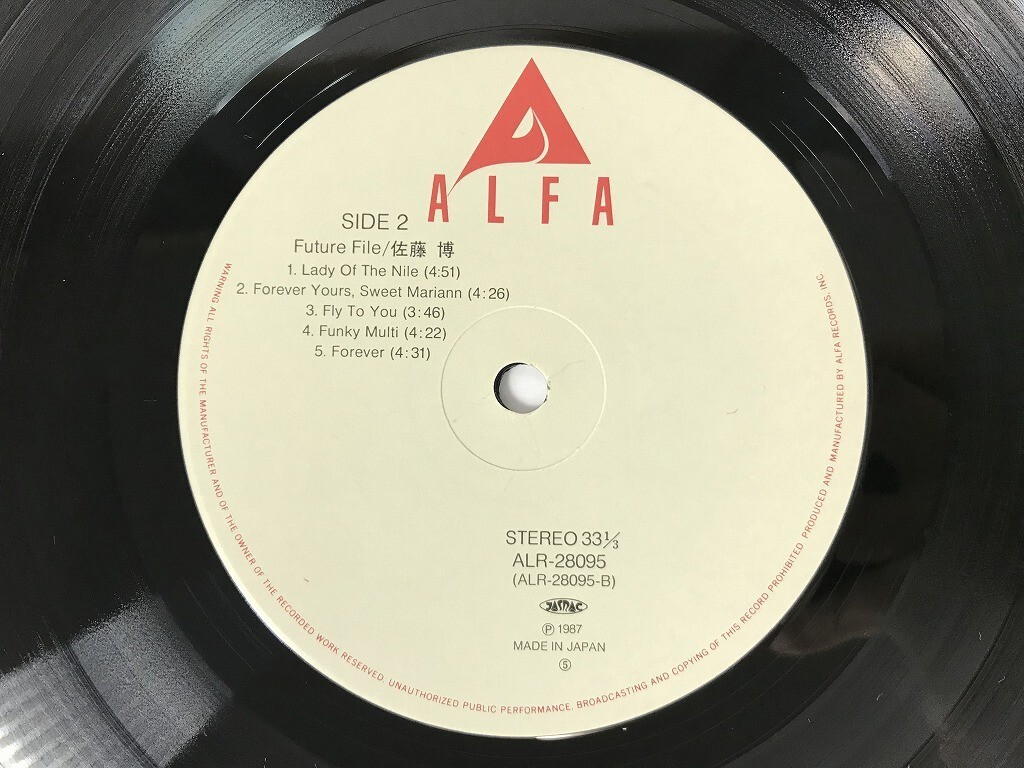 ALFA
SIDE 2
Future File/佐藤 博
1. Lady Of The Nile (4:51)
2. Forever Yours, Sweet Mariann (4:26)
3. Fly To You (3:46)
4. Funky Multi (4:22)
5. Forever (4:31)
STEREO 33⅓
ALR-28095
(ALR-28095-B)
JASRAC
Ⓟ 1987
MADE IN JAPAN
⑤
WARNING ALL RIGHTS OF THE MANUFACTURER AND OF THE OWNER OF THE RECORDED WORK RESERVED. UNAUTHORIZED PUBLIC PERFORMANCE. BROADCASTING AND COPYING OF THIS RECORD PROHIBITED PRODUCED AND MANUFACTURED BY ALFA RECORDS, INC.